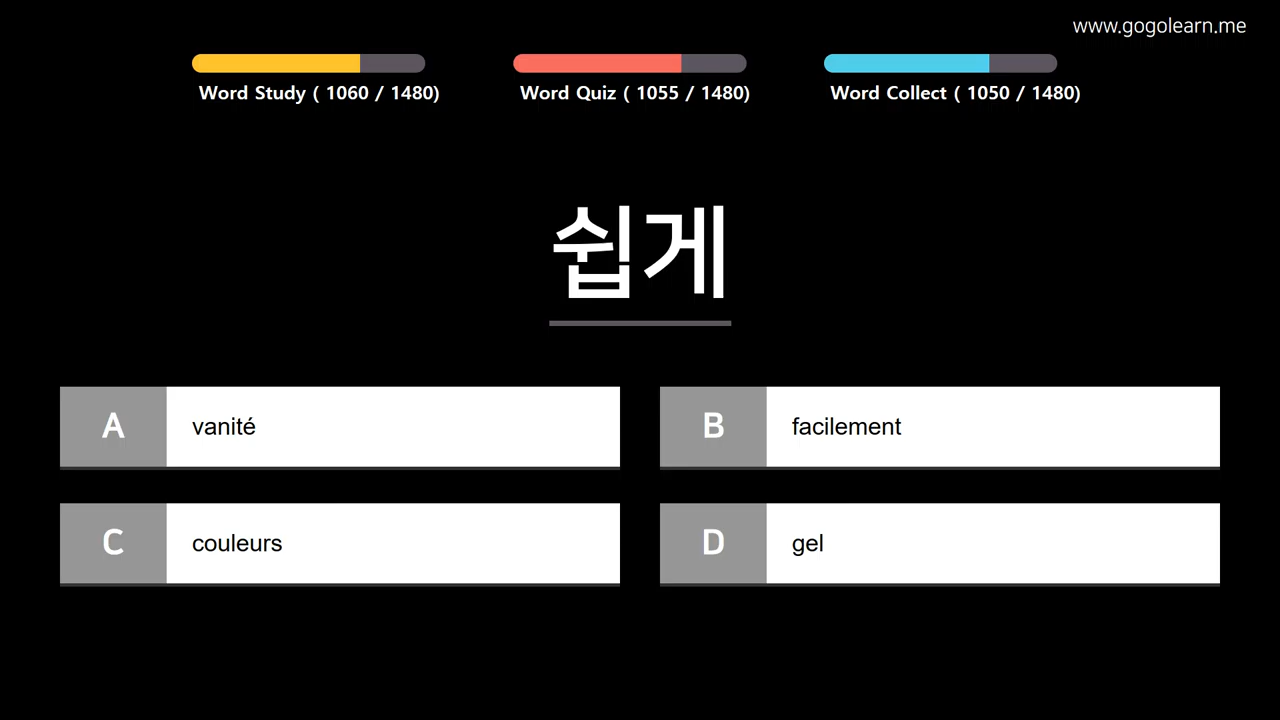 www.gogolearn.me
Word Study ( 1060 / 1480)
Word Quiz ( 1055 / 1480)
Word Collect ( 1050 / 1480)
쉽게
A vanité
B facilement
C couleurs
D gel